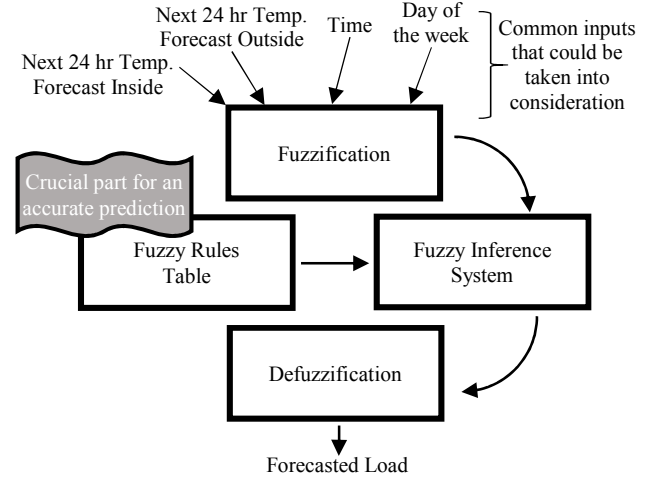 Next 24 hr Temp.
Forecast Outside
Time
Day of
the week
Common inputs
that could be
taken into
consideration
Next 24 hr Temp.
Forecast Inside
Fuzzification
Crucial part for an
accurate prediction
Fuzzy Rules
Table
Fuzzy Inference
System
Defuzzification
Forecasted Load